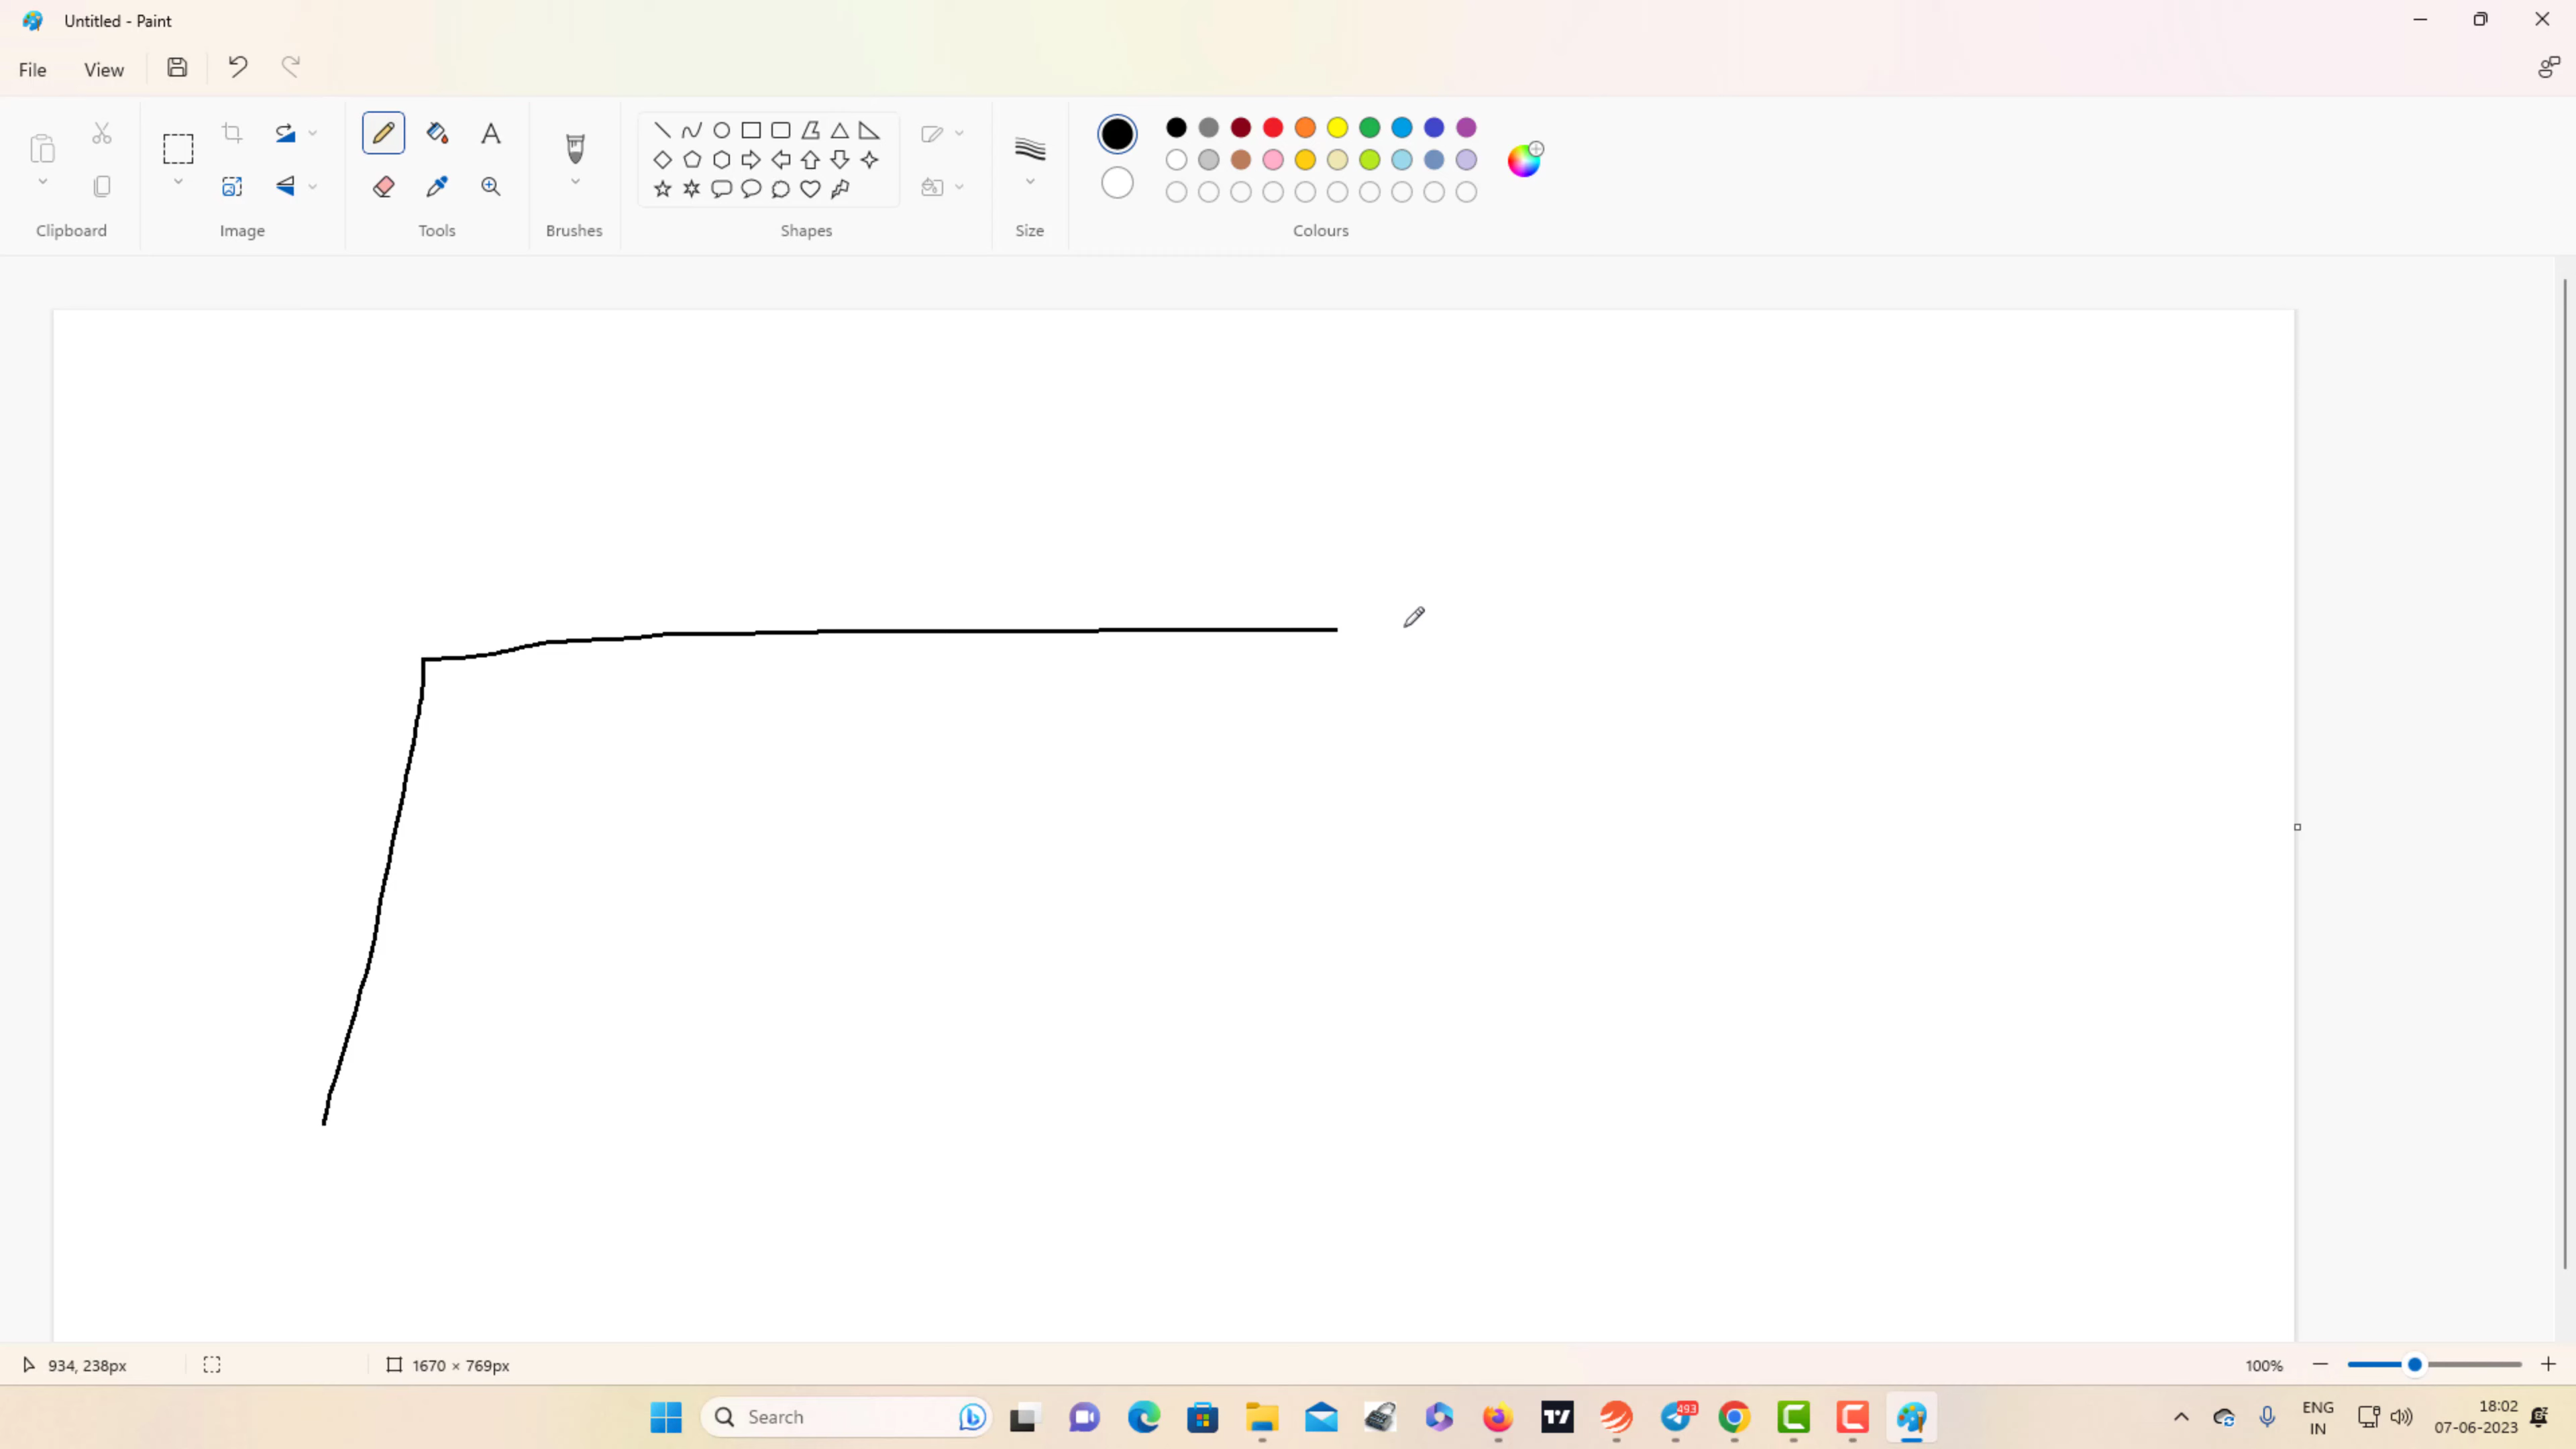 Untitled - Paint
File View
Clipboard Image Tools Brushes Shapes Size Colours
934, 238px 1670 × 769px 100%
Search 493 ENG 18:02
IN 07-06-2023